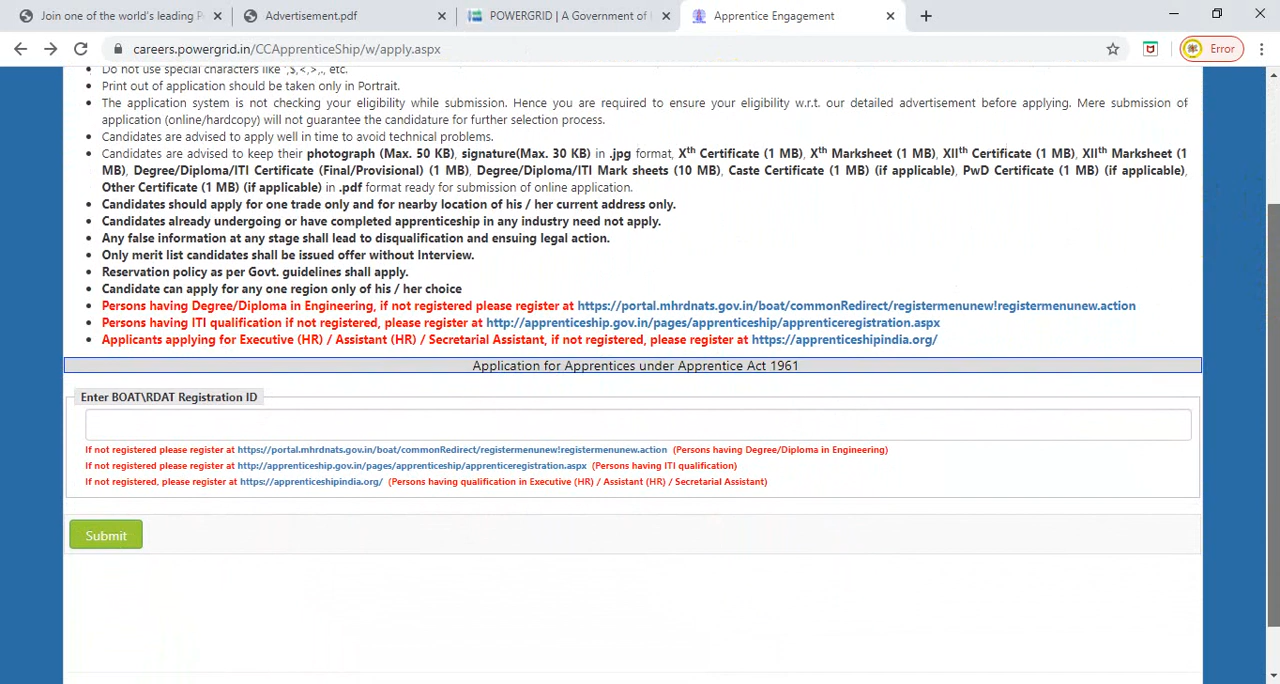 Join one of the world's leading P
Advertisement.pdf
POWERGRID | A Government of I
Apprentice Engagement
careers.powergrid.in/CCApprenticeShip/w/apply.aspx
Error
Do not use special characters like ',$,<,>,., etc.
Print out of application should be taken only in Portrait.
The application system is not checking your eligibility while submission. Hence you are required to ensure your eligibility w.r.t. our detailed advertisement before applying. Mere submission of
application (online/hardcopy) will not guarantee the candidature for further selection process.
Candidates are advised to apply well in time to avoid technical problems.
Candidates are advised to keep their photograph (Max. 50 KB), signature(Max. 30 KB) in .jpg format, Xth Certificate (1 MB), Xth Marksheet (1 MB), XIIth Certificate (1 MB), XIIth Marksheet (1
MB), Degree/Diploma/ITI Certificate (Final/Provisional) (1 MB), Degree/Diploma/ITI Mark sheets (10 MB), Caste Certificate (1 MB) (if applicable), PwD Certificate (1 MB) (if applicable),
Other Certificate (1 MB) (if applicable) in .pdf format ready for submission of online application.
Candidates should apply for one trade only and for nearby location of his / her current address only.
Candidates already undergoing or have completed apprenticeship in any industry need not apply.
Any false information at any stage shall lead to disqualification and ensuing legal action.
Only merit list candidates shall be issued offer without Interview.
Reservation policy as per Govt. guidelines shall apply.
Candidate can apply for any one region only of his / her choice
Persons having Degree/Diploma in Engineering, if not registered please register at https://portal.mhrdnats.gov.in/boat/commonRedirect/registermenunew!registermenunew.action
Persons having ITI qualification if not registered, please register at http://apprenticeship.gov.in/pages/apprenticeship/apprenticeregistration.aspx
Applicants applying for Executive (HR) / Assistant (HR) / Secretarial Assistant, if not registered, please register at https://apprenticeshipindia.org/
Application for Apprentices under Apprentice Act 1961
Enter BOAT\RDAT Registration ID
If not registered please register at https://portal.mhrdnats.gov.in/boat/commonRedirect/registermenunew!registermenunew.action (Persons having Degree/Diploma in Engineering)
If not registered please register at http://apprenticeship.gov.in/pages/apprenticeship/apprenticeregistration.aspx (Persons having ITI qualification)
If not registered, please register at https://apprenticeshipindia.org/ (Persons having qualification in Executive (HR) / Assistant (HR) / Secretarial Assistant)
Submit